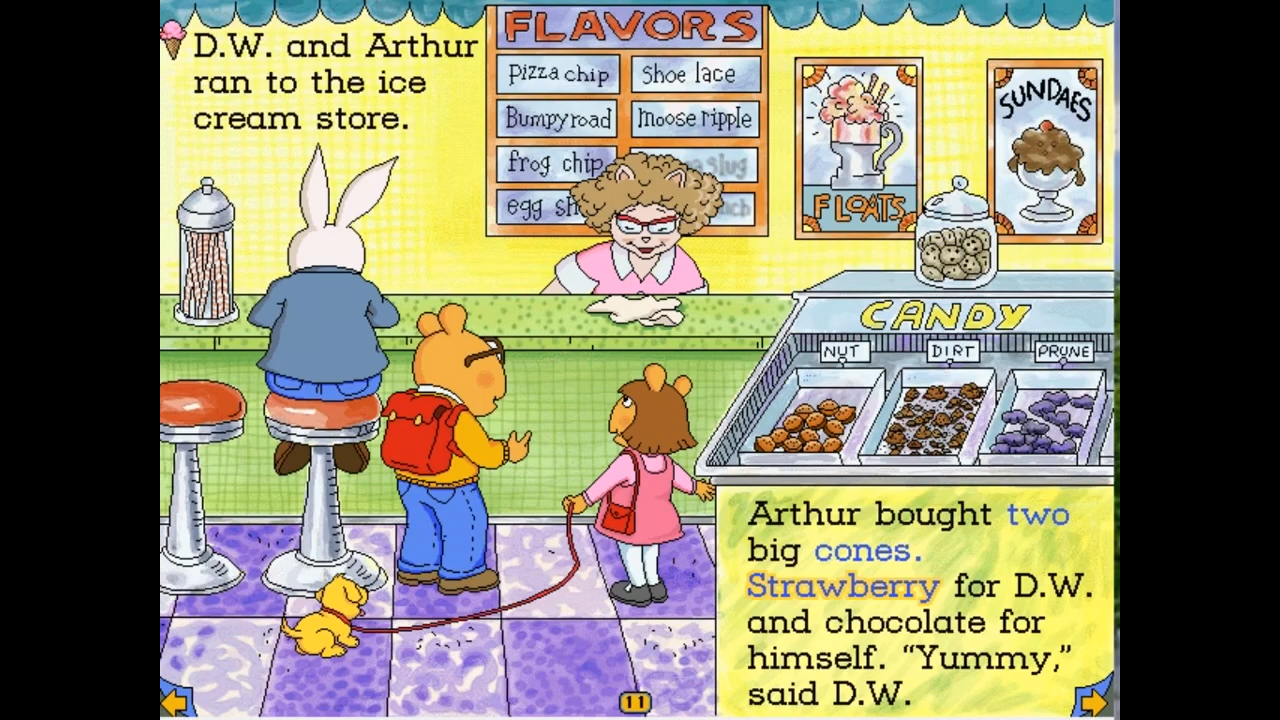 D.W. and Arthur
ran to the ice
cream store.
FLAVORS
Pizza chip
Shoe lace
Bumpy road
Moose ripple
frog chip
slug
egg
FLOATS
SUNDAES
CANDY
NUT
DIRT
PRUNE
Arthur bought two
big cones.
Strawberry for D.W.
and chocolate for
himself. “Yummy,”
said D.W.
11